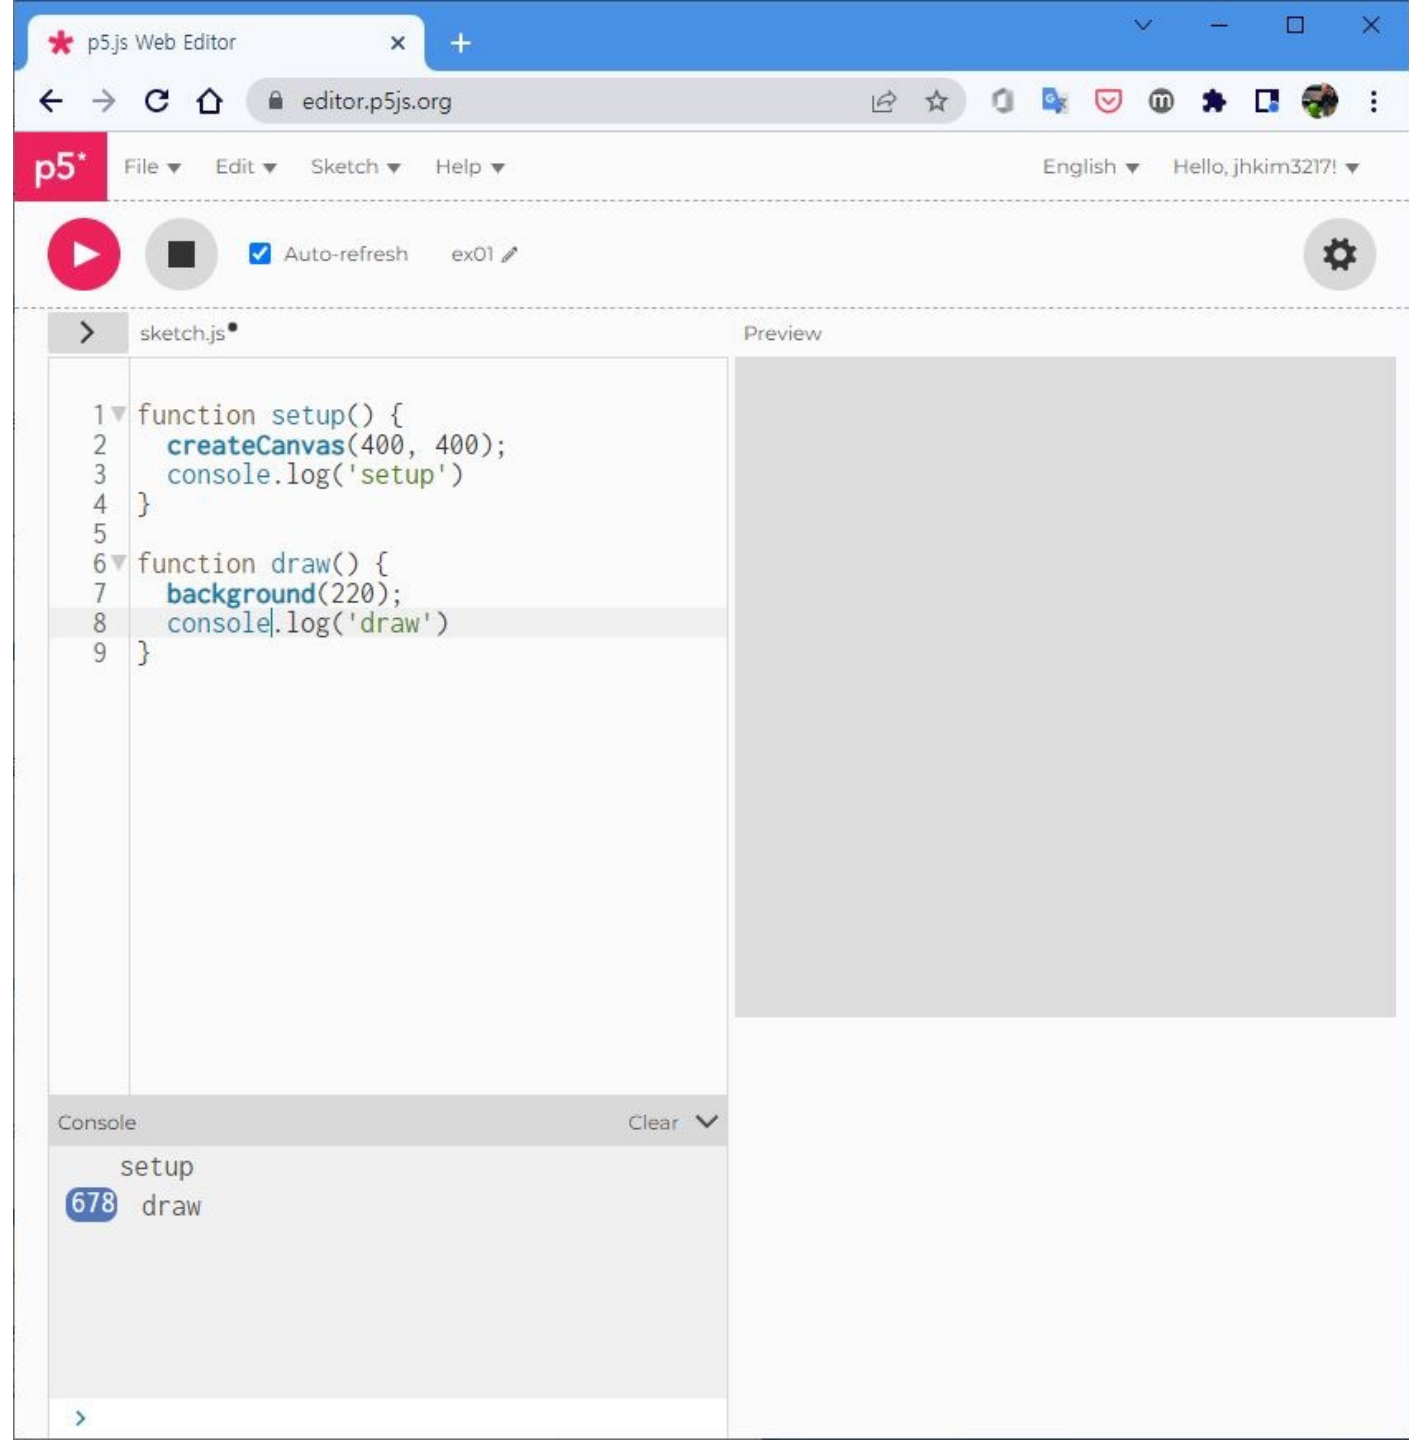 p5.js Web Editor
editor.p5js.org
p5* File Edit Sketch Help English Hello, jhkim3217!
Auto-refresh ex01
sketch.js
Preview
1 function setup() {
2 createCanvas(400, 400);
3 console.log('setup')
4 }
5
6 function draw() {
7 background(220);
8 console.log('draw')
9 }
Console Clear
setup
678 draw
>